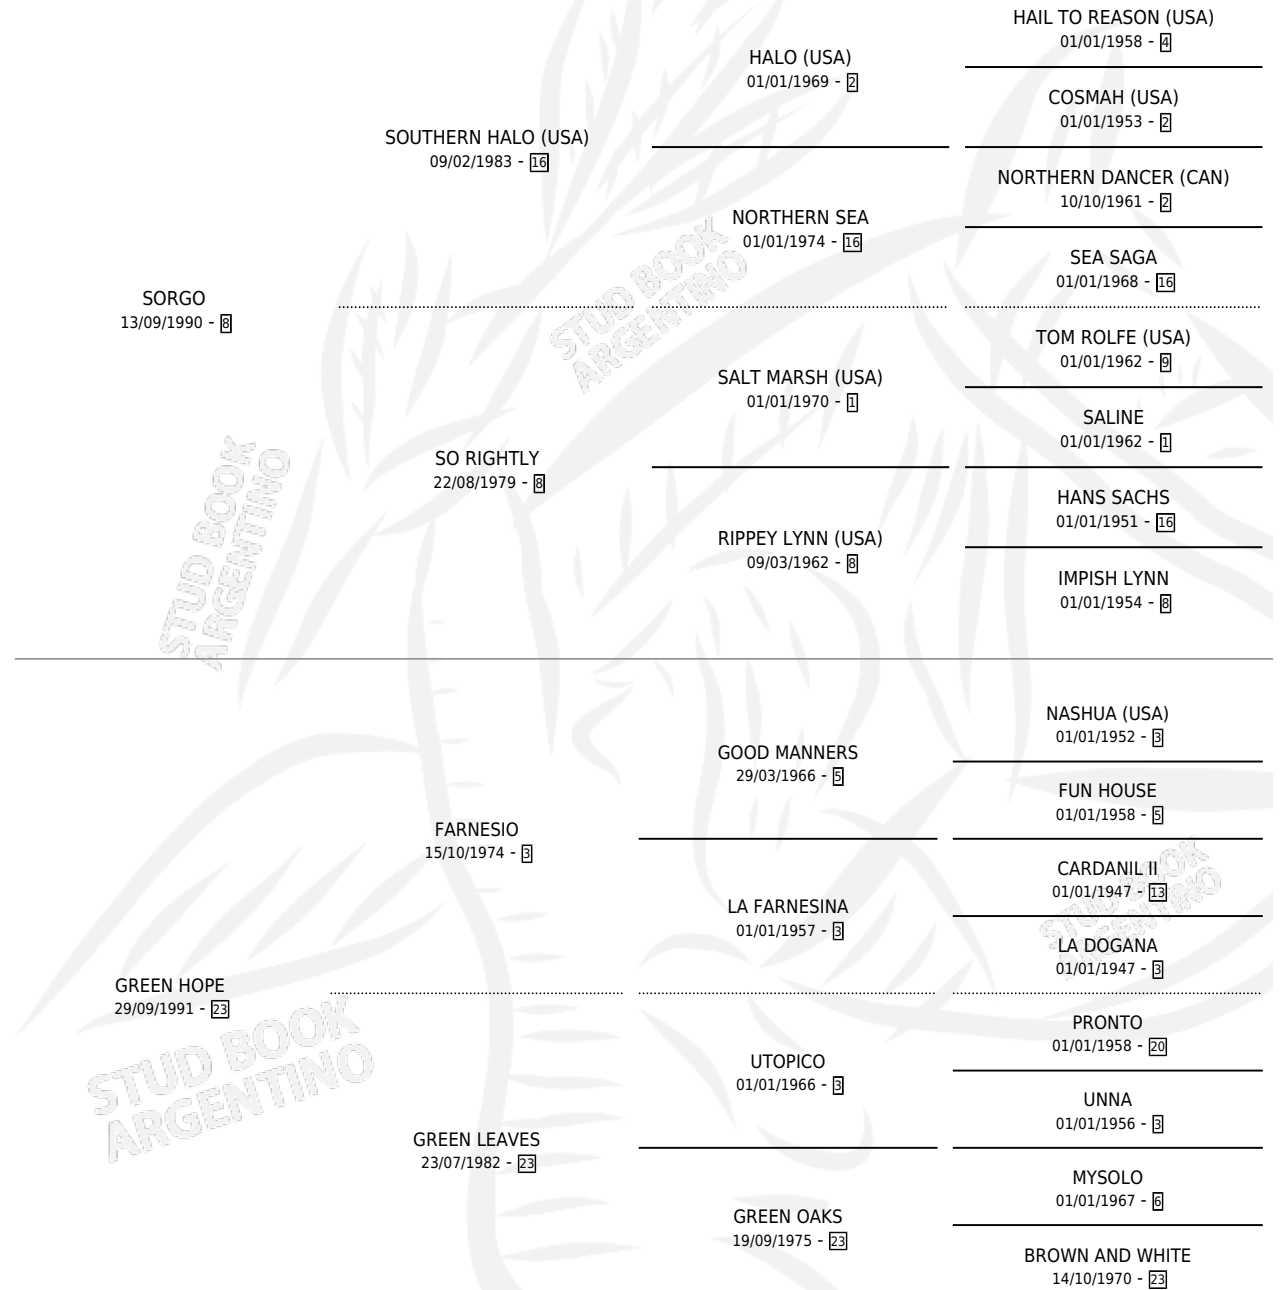 HAIL TO REASON (USA)
01/01/1958 - 4
HALO (USA)
01/01/1969 - 2
COSMAH (USA)
01/01/1953 - 2
SOUTHERN HALO (USA)
09/02/1983 - 16
NORTHERN DANCER (CAN)
10/10/1961 - 2
NORTHERN SEA
01/01/1974 - 16
SEA SAGA
01/01/1968 - 16
SORGO
13/09/1990 - 8
STUD BOOK
ARGENTINO
TOM ROLFE (USA)
01/01/1962 - 9
SALT MARSH (USA)
01/01/1970 - 1
SALINE
01/01/1962 - 1
SO RIGHTLY
22/08/1979 - 8
HANS SACHS
01/01/1951 - 16
RIPPEY LYNN (USA)
09/03/1962 - 8
IMPISH LYNN
01/01/1954 - 8
STUD BOOK
ARGENTINO
NASHUA (USA)
01/01/1952 - 3
GOOD MANNERS
29/03/1966 - 5
FUN HOUSE
01/01/1958 - 5
FARNESIO
15/10/1974 - 3
CARDANIL II
01/01/1947 - 13
LA FARNESINA
01/01/1957 - 3
LA DOGANA
01/01/1947 - 3
STUD BOOK
ARGENTINO
GREEN HOPE
29/09/1991 - 23
STUD BOOK
ARGENTINO
PRONTO
01/01/1958 - 20
UTOPICO
01/01/1966 - 3
UNNA
01/01/1956 - 3
GREEN LEAVES
23/07/1982 - 23
MYSOLO
01/01/1967 - 6
GREEN OAKS
19/09/1975 - 23
BROWN AND WHITE
14/10/1970 - 23